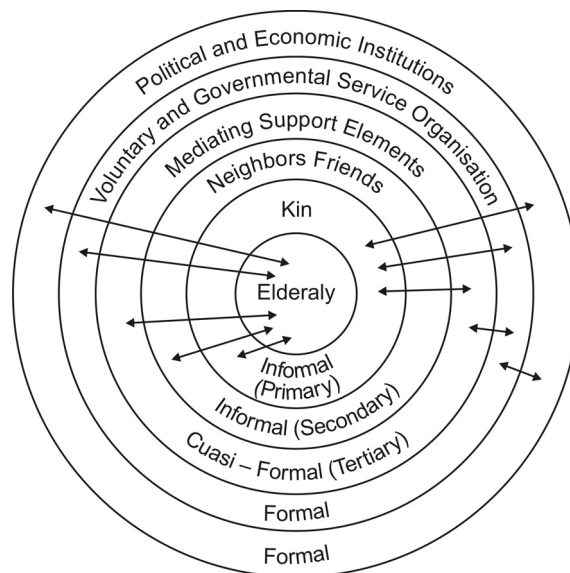 Political and Economic Institutions
Voluntary and Governmental Service Organisation
Mediating Support Elements
Neighbors Friends
Kin
Elderaly
Informal
(Primary)
Informal (Secondary)
Cuasi – Formal (Tertiary)
Formal
Formal